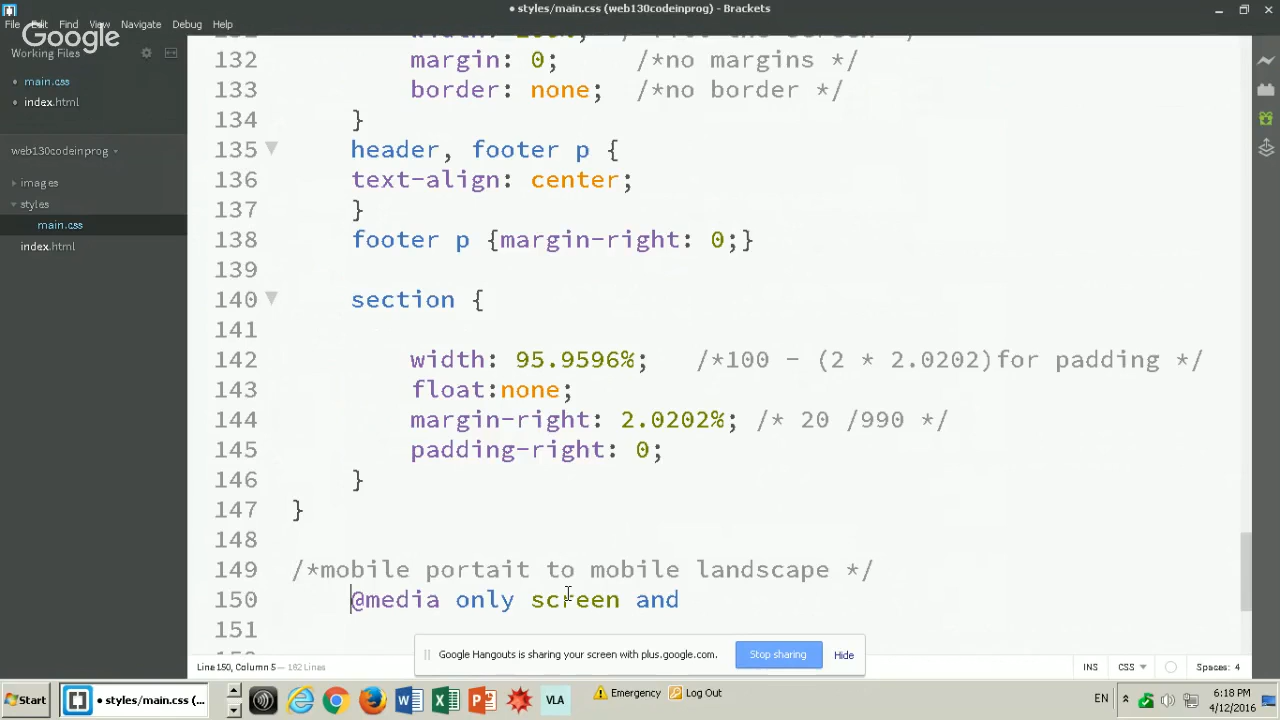 • styles/main.css (web130codeinprog) - Brackets
File Edit Find View Navigate Debug Help
Google
Working Files
• main.css
• index.html
web130codeinprog
images
styles
main.css
index.html
132 margin: 0; /*no margins */
133 border: none; /*no border */
134 }
135 header, footer p {
136 text-align: center;
137 }
138 footer p {margin-right: 0;}
139
140 section {
141
142 width: 95.9596%; /*100 - (2 * 2.0202)for padding */
143 float:none;
144 margin-right: 2.0202%; /* 20 /990 */
145 padding-right: 0;
146 }
147 }
148
149 /*mobile portait to mobile landscape */
150 @media only screen and
151
Google Hangouts is sharing your screen with plus.google.com. Stop sharing Hide
Line 150, Column 5 — 182 Lines INS CSS Spaces: 4
Start • styles/main.css (... VLA Emergency Log Out EN 6:18 PM
4/12/2016